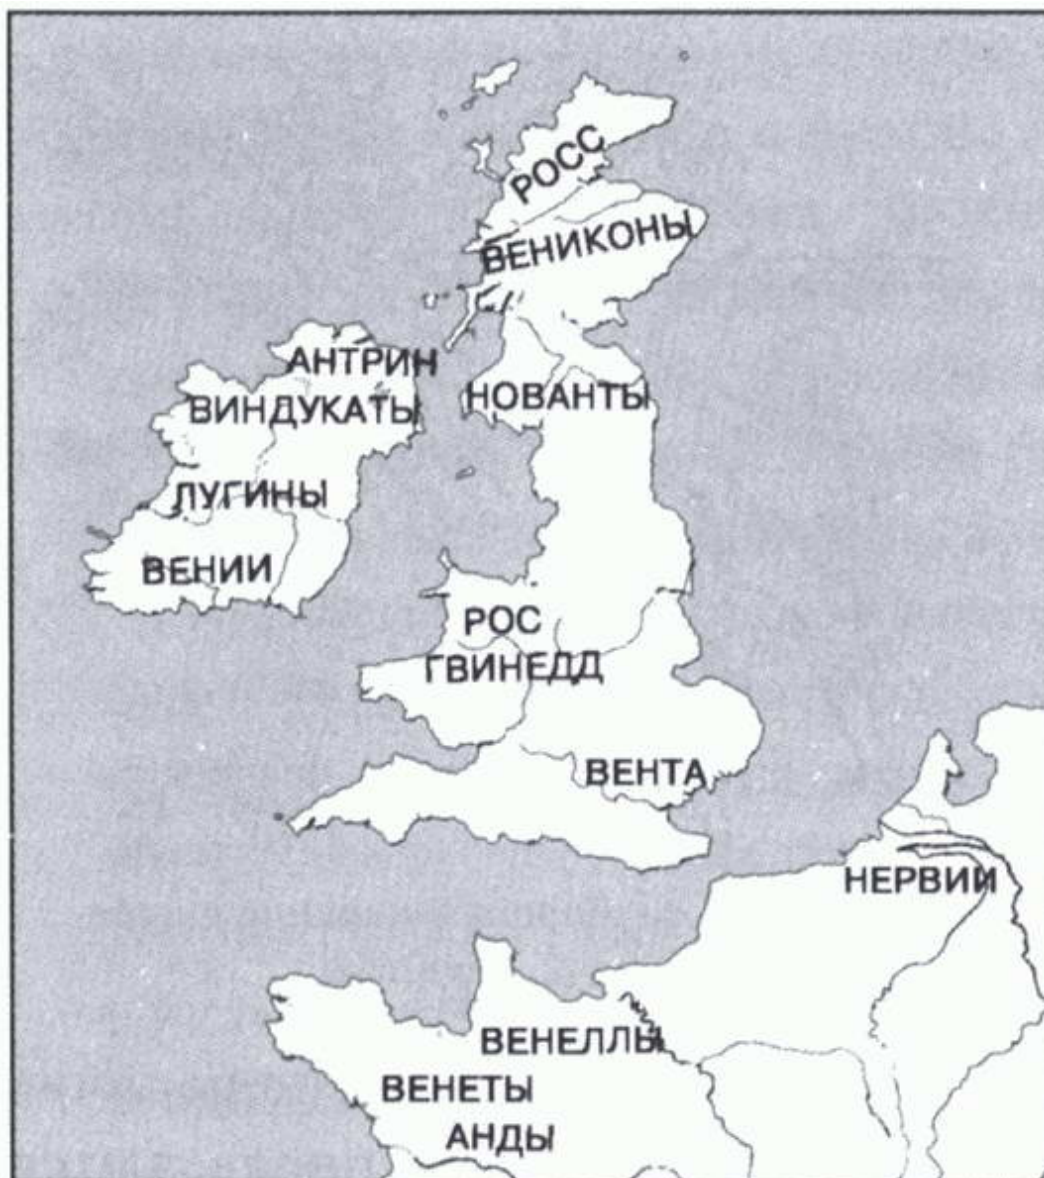 РОСС
ВЕНИКОНЫ
АНТРИН
НОВАНТЫ
ВИНДУКАТЫ
ЛУГИНЫ
ВЕНИИ
РОС
ГВИНЕДД
ВЕНТА
НЕРВИИ
ВЕНЕЛЛЫ
ВЕНЕТЫ
АНДЫ